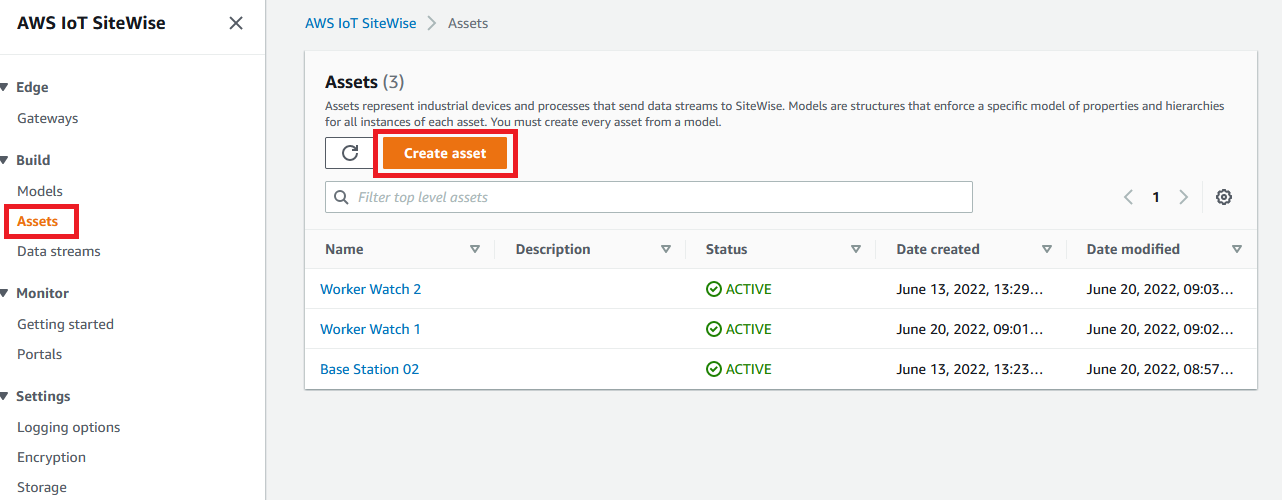 AWS IoT SiteWise
Edge
Gateways
Build
Models
Assets
Data streams
Monitor
Getting started
Portals
Settings
Logging options
Encryption
Storage
AWS IoT SiteWise > Assets
Assets (3)
Assets represent industrial devices and processes that send data streams to SiteWise. Models are structures that enforce a specific model of properties and hierarchies
for all instances of each asset. You must create every asset from a model.
Create asset
Filter top level assets
1
Name Description Status Date created Date modified
Worker Watch 2 ACTIVE June 13, 2022, 13:29... June 20, 2022, 09:03...
Worker Watch 1 ACTIVE June 20, 2022, 09:01... June 20, 2022, 09:02...
Base Station 02 ACTIVE June 13, 2022, 13:23... June 20, 2022, 08:57...